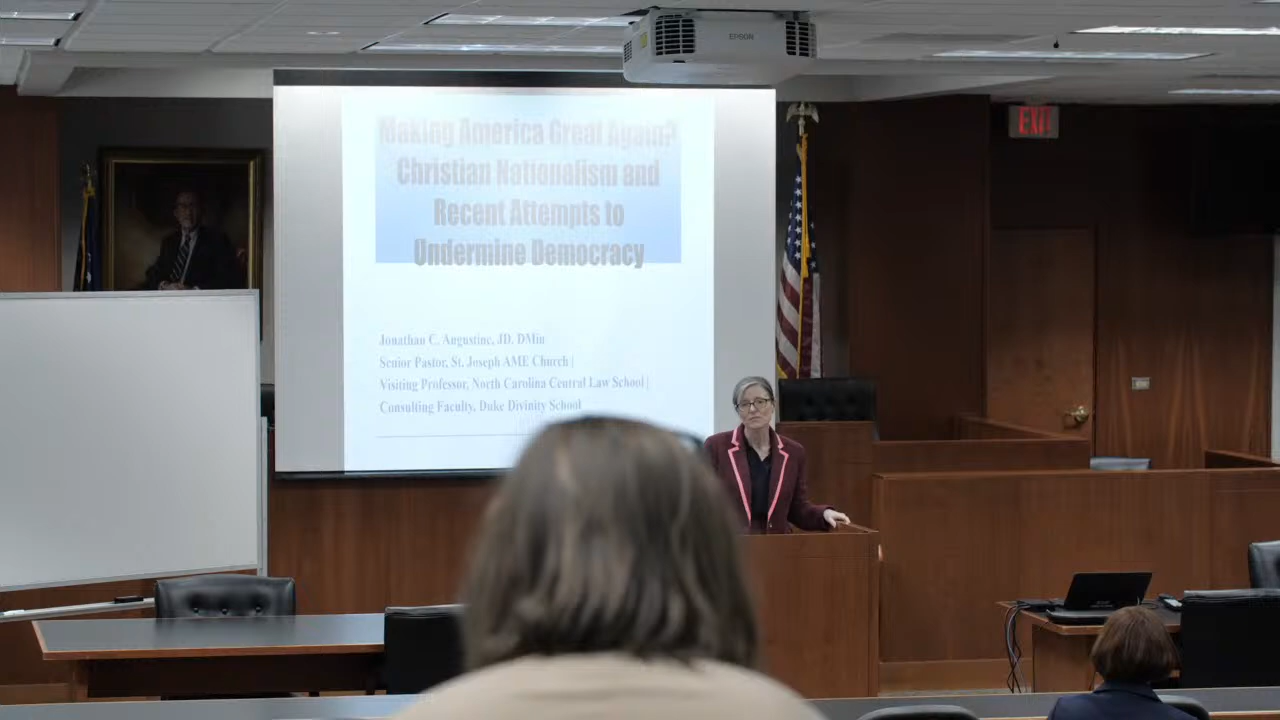 EPSON
EXIT
Making America Great Again?
Christian Nationalism and
Recent Attempts to
Undermine Democracy
Jonathan C. Augustine, JD, DMin
Senior Pastor, St. Joseph AME Church |
Visiting Professor, North Carolina Central Law School |
Consulting Faculty, Duke Divinity School